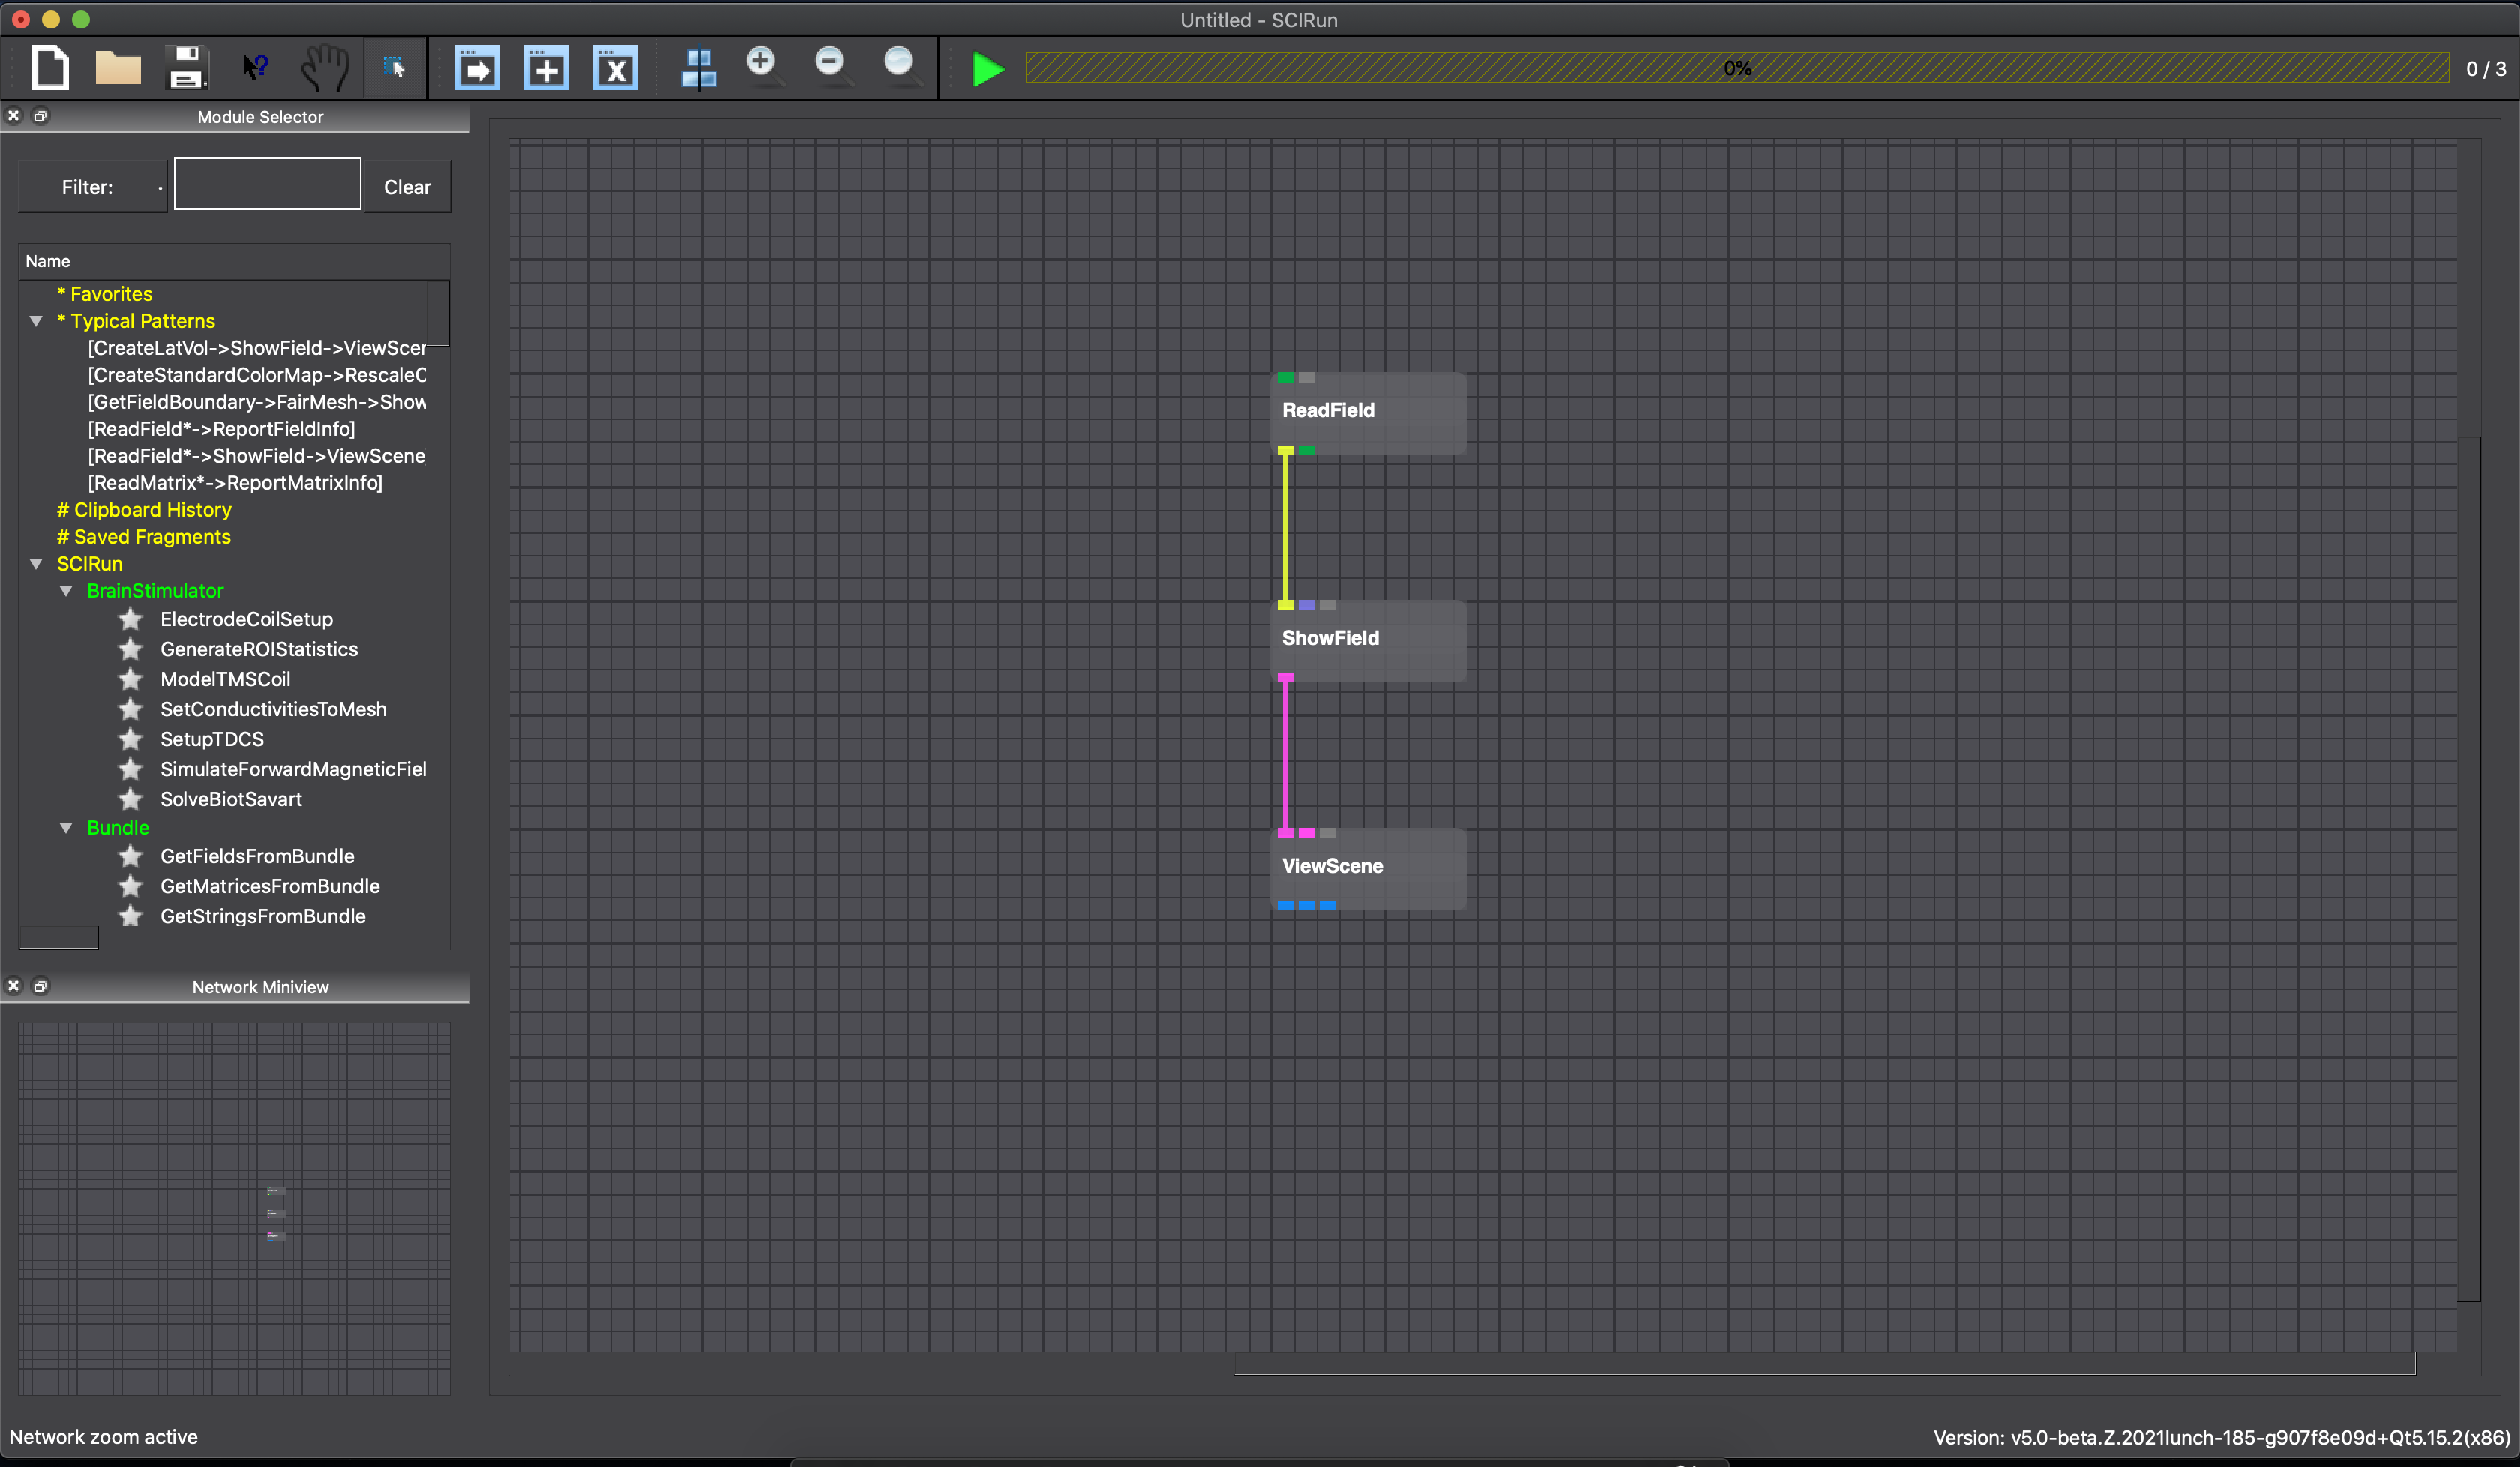 Untitled - SCIRun
0%
0 / 3
Module Selector
Filter:
Clear
Name
* Favorites
* Typical Patterns
[CreateLatVol->ShowField->ViewScer
[CreateStandardColorMap->RescaleC
[GetFieldBoundary->FairMesh->Show
[ReadField*->ReportFieldInfo]
[ReadField*->ShowField->ViewScene
[ReadMatrix*->ReportMatrixInfo]
# Clipboard History
# Saved Fragments
SCIRun
BrainStimulator
ElectrodeCoilSetup
GenerateROIStatistics
ModelTMSCoil
SetConductivitiesToMesh
SetupTDCS
SimulateForwardMagneticFiel
SolveBiotSavart
Bundle
GetFieldsFromBundle
GetMatricesFromBundle
GetStringsFromBundle
ReadField
ShowField
ViewScene
Network Miniview
Network zoom active
Version: v5.0-beta.Z.2021lunch-185-g907f8e09d+Qt5.15.2(x86)